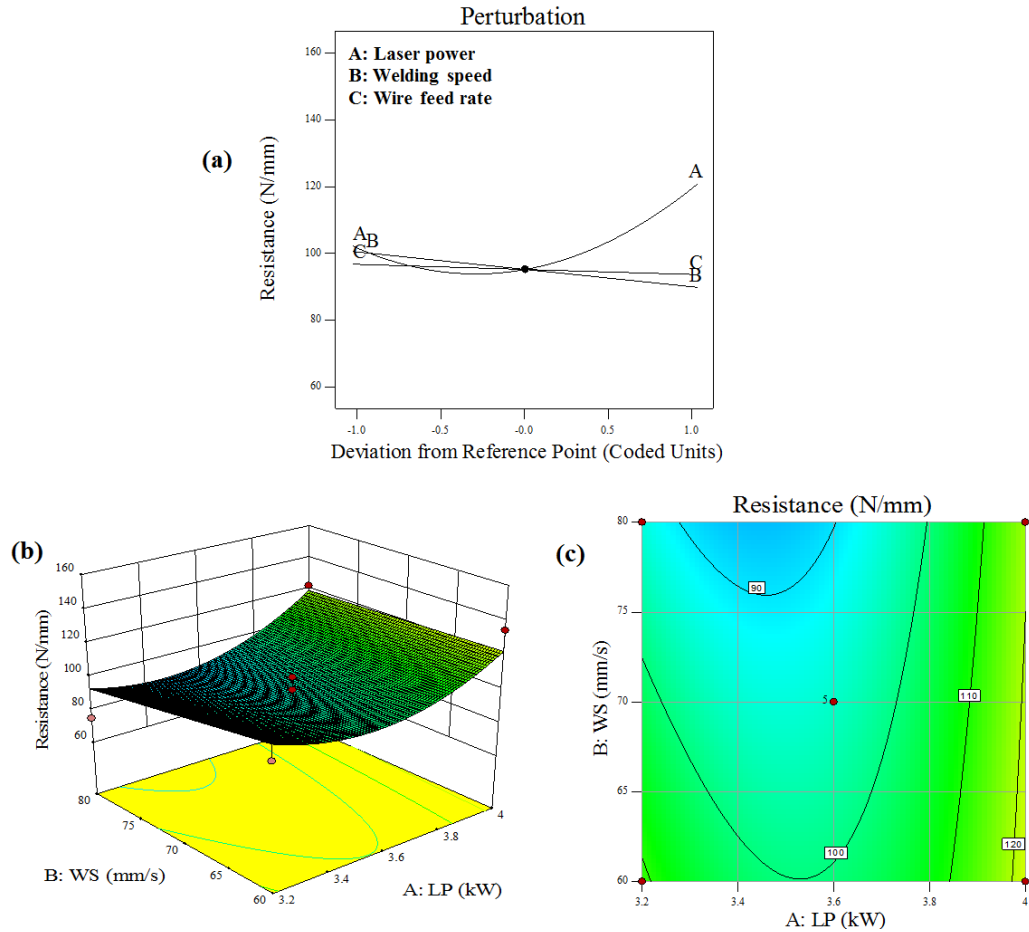 Perturbation
A: Laser power
B: Welding speed
C: Wire feed rate
(a)
Resistance (N/mm)
160
140
120
100
80
60
A
A
B
C
C
B
-1.0 -0.5 -0.0 0.5 1.0
Deviation from Reference Point (Coded Units)
(b)
Resistance (N/mm)
160
140
120
100
80
60
80
75
70
65
60
3.2
3.4
3.6
3.8
4
B: WS (mm/s)
A: LP (kW)
(c)
Resistance (N/mm)
B: WS (mm/s)
80
75
70
65
60
90
5
110
100
120
3.2 3.4 3.6 3.8 4
A: LP (kW)